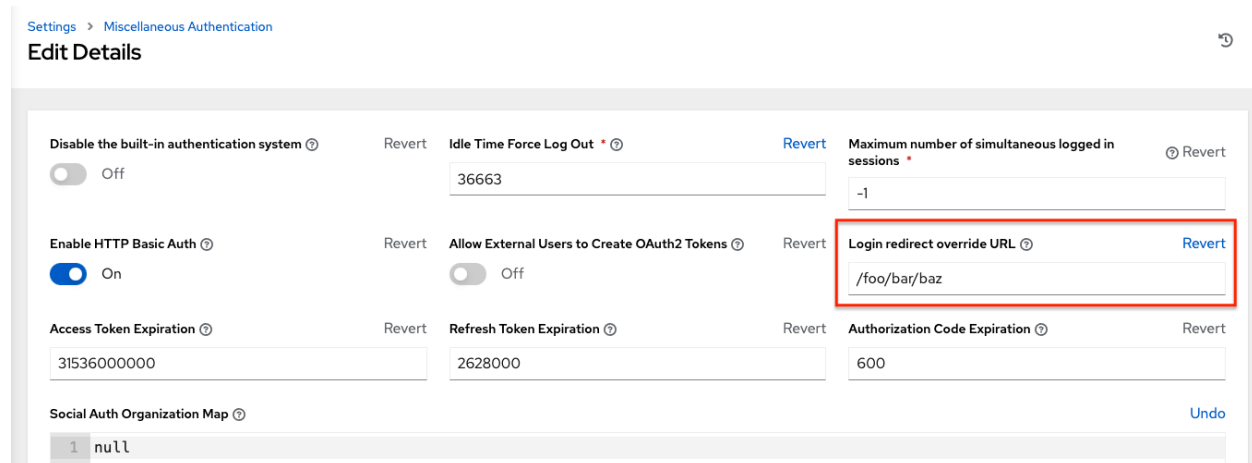 Settings > Miscellaneous Authentication
Edit Details
Disable the built-in authentication system Revert
Off
Idle Time Force Log Out * Revert
36663
Maximum number of simultaneous logged in sessions * Revert
-1
Enable HTTP Basic Auth Revert
On
Allow External Users to Create OAuth2 Tokens Revert
Off
Login redirect override URL Revert
/foo/bar/baz
Access Token Expiration Revert
31536000000
Refresh Token Expiration Revert
2628000
Authorization Code Expiration Revert
600
Social Auth Organization Map Undo
1 null